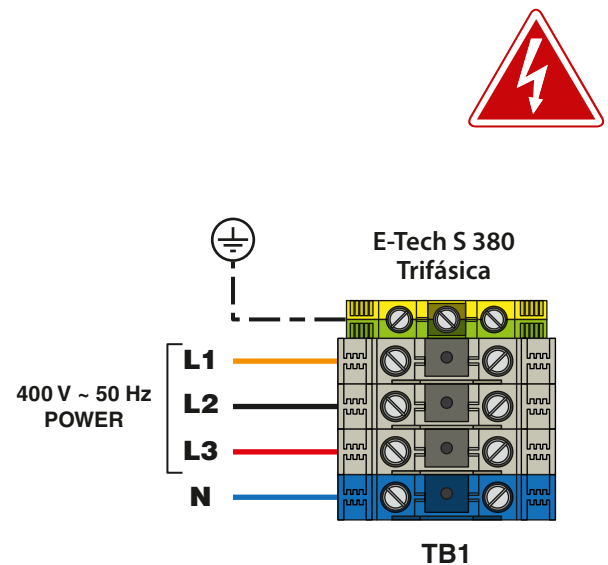 E-Tech S 380
Trifásica
L1
400 V ~ 50 Hz
POWER
L2
L3
N
TB1